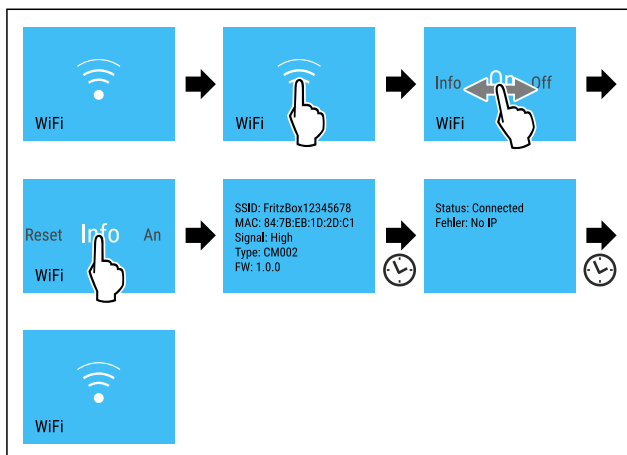 WiFi
WiFi
Info On Off
WiFi
Reset Info An
WiFi
SSID: FritzBox12345678
MAC: 84:7B:EB:1D:2D:C1
Signal: High
Type: CM002
FW: 1.0.0
Status: Connected
Fehler: No IP
WiFi